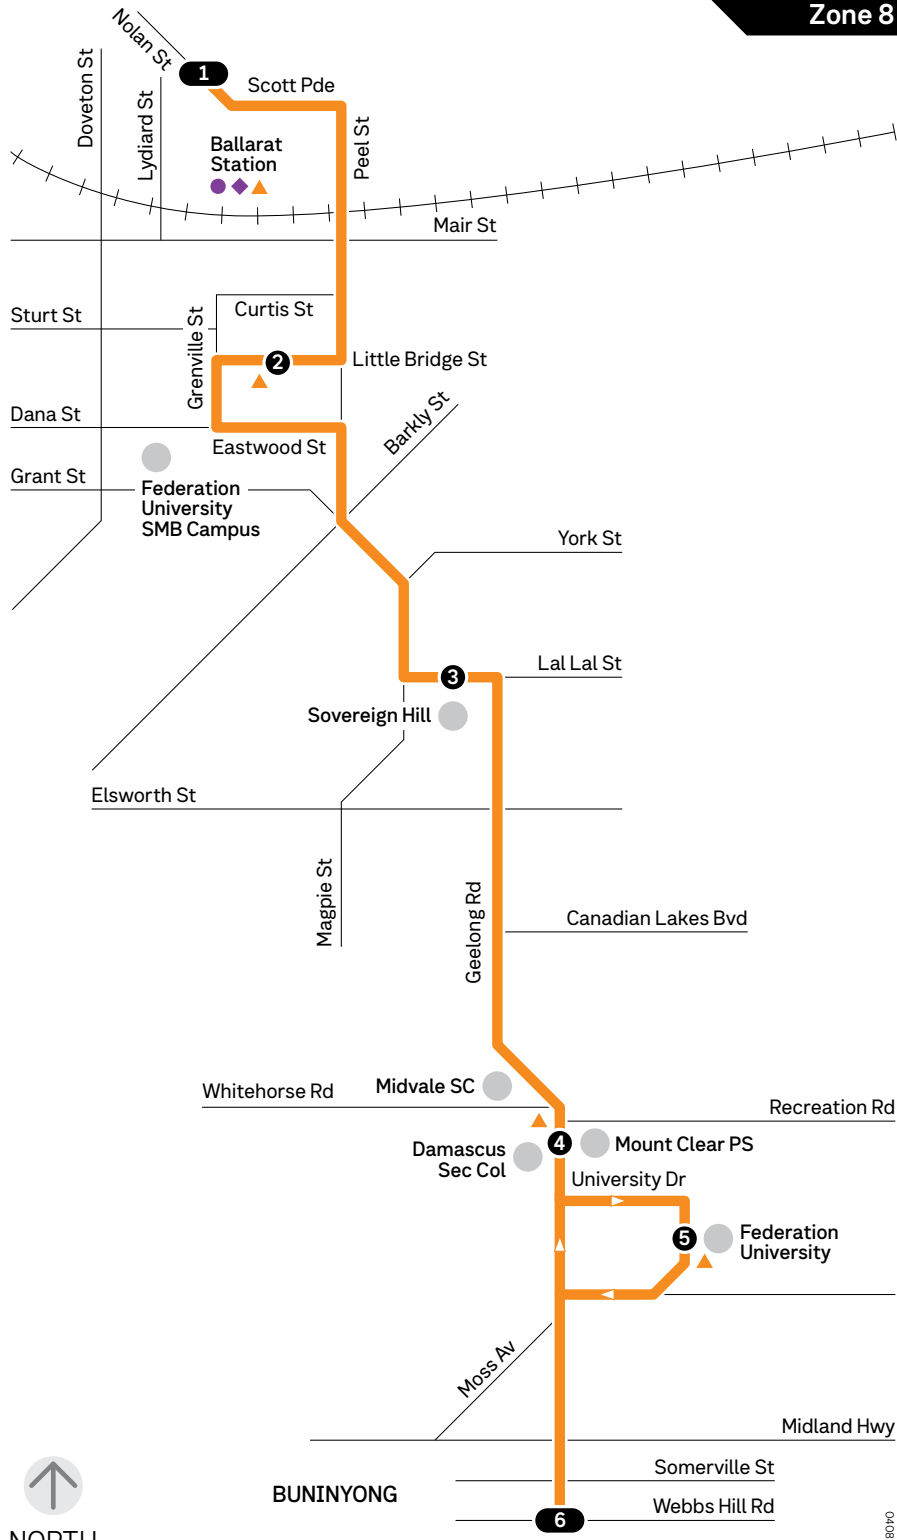 Zone 8
Nolan St
1
Scott Pde
Doveton St
Lydiard St
Peel St
Ballarat
Station
Mair St
Curtis St
Sturt St
Grenville St
2
Little Bridge St
Dana St
Barkly St
Eastwood St
Grant St
Federation
University
SMB Campus
York St
Lal Lal St
3
Sovereign Hill
Elsworth St
Magpie St
Geelong Rd
Canadian Lakes Bvd
Midvale SC
Whitehorse Rd
Recreation Rd
4
Mount Clear PS
Damascus
Sec Col
University Dr
5
Federation
University
Moss Av
Midland Hwy
Somerville St
BUNINYONG
Webbs Hill Rd
6
NORTH
0408